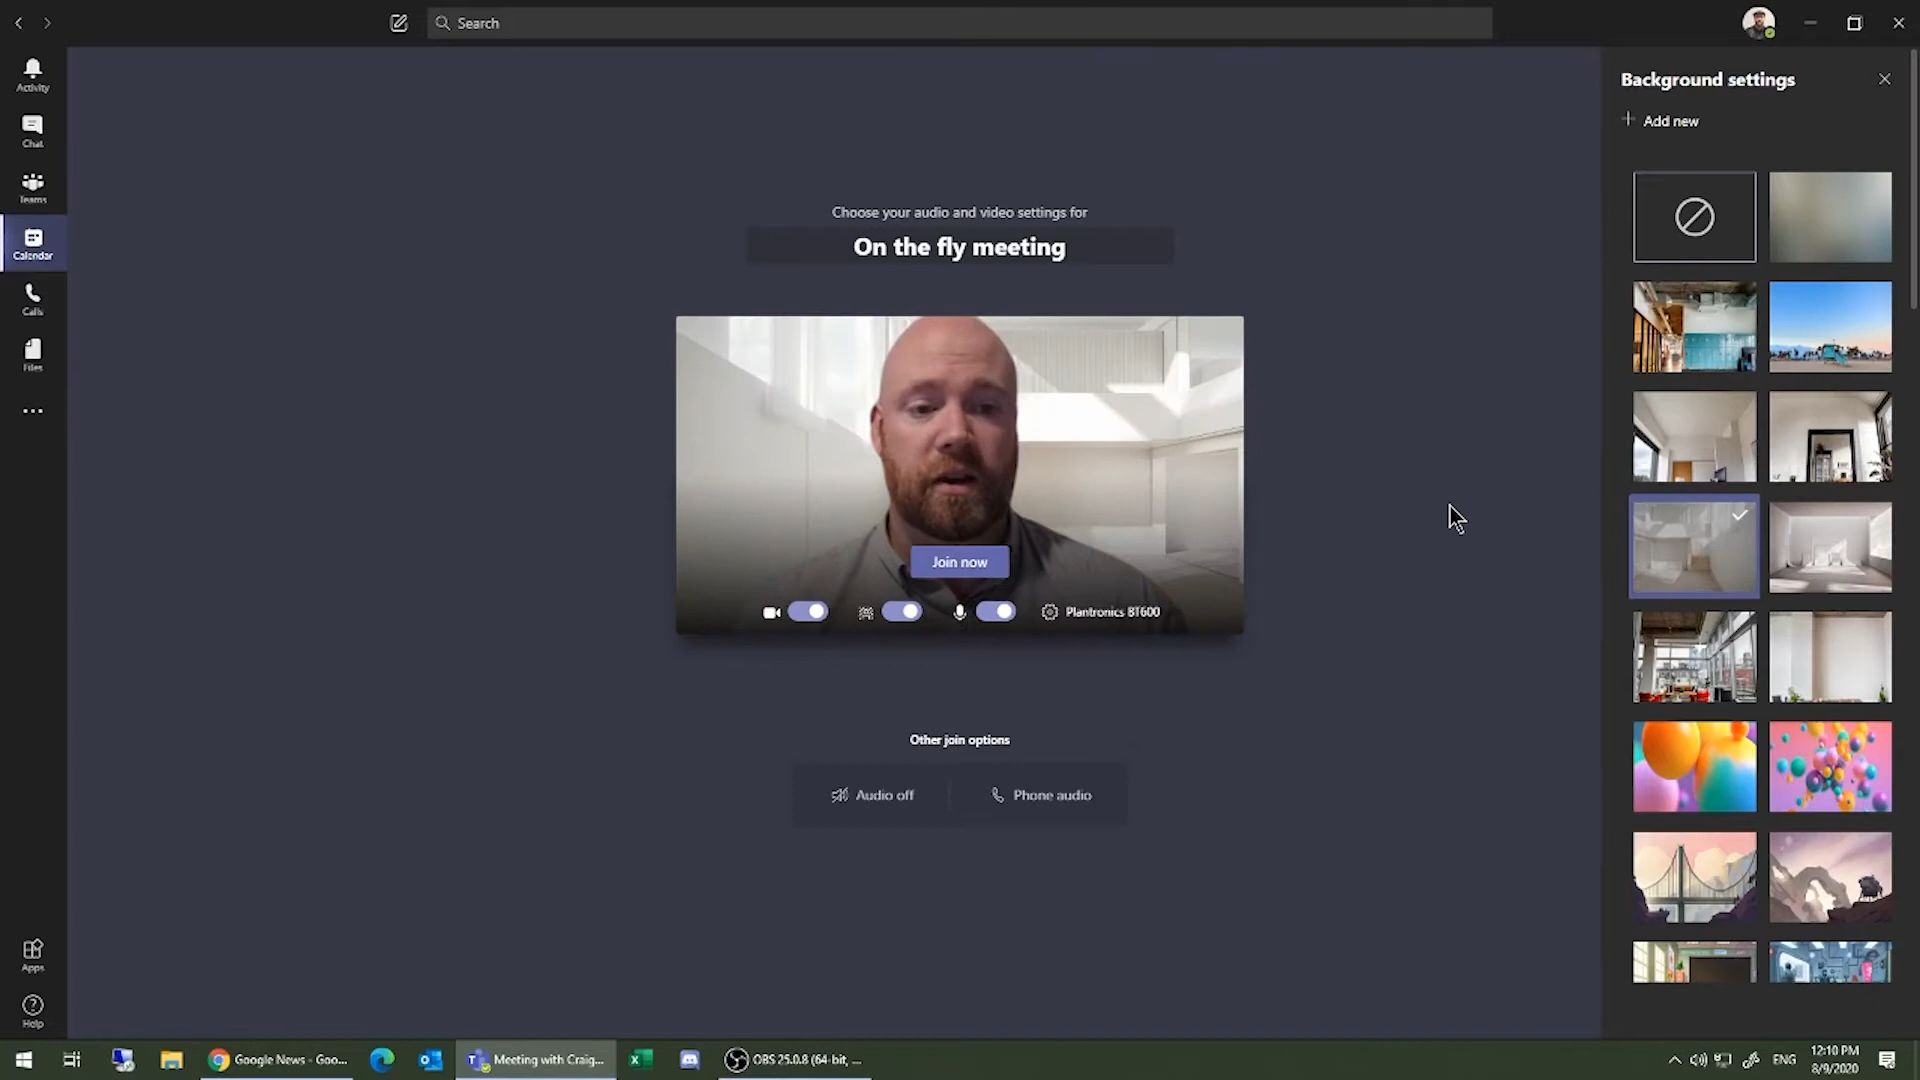 Search
Activity
Chat
Teams
Calendar
Calls
Files
Apps
Help
Choose your audio and video settings for
On the fly meeting
Join now
Plantronics BT600
Other join options
Audio off
Phone audio
Background settings
Add new
Google News - Goo...
Meeting with Craig...
OBS 25.0.8 (64-bit, ...
ENG
12:10 PM
8/9/2020